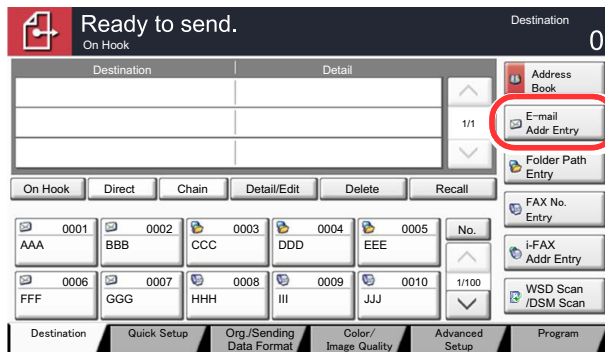 Ready to send.
On Hook
Destination
0
Destination Detail
1/1
Address
Book
E-mail
Addr Entry
Folder Path
Entry
FAX No.
Entry
i-FAX
Addr Entry
WSD Scan
/DSM Scan
On Hook Direct Chain Detail/Edit Delete Recall
0001 0002 0003 0004 0005 No.
AAA BBB CCC DDD EEE
0006 0007 0008 0009 0010 1/100
FFF GGG HHH III JJJ
Destination Quick Setup Org./Sending Color/ Advanced Program
Data Format Image Quality Setup